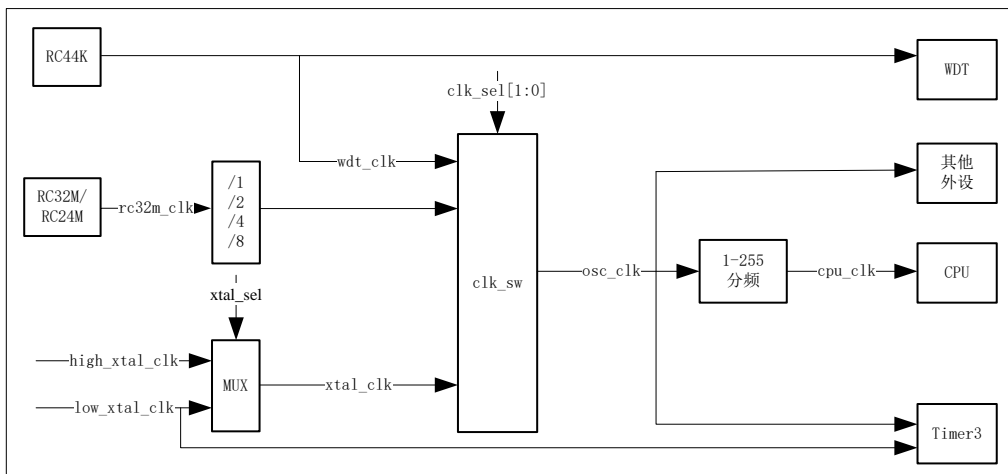 RC44K
WDT
clk_sel[1:0]
wdt_clk
其他
外设
RC32M/
RC24M
rc32m_clk
/1
/2
/4
/8
clk_sw
osc_clk
1-255
分频
cpu_clk
CPU
xtal_sel
high_xtal_clk
MUX
xtal_clk
low_xtal_clk
Timer3